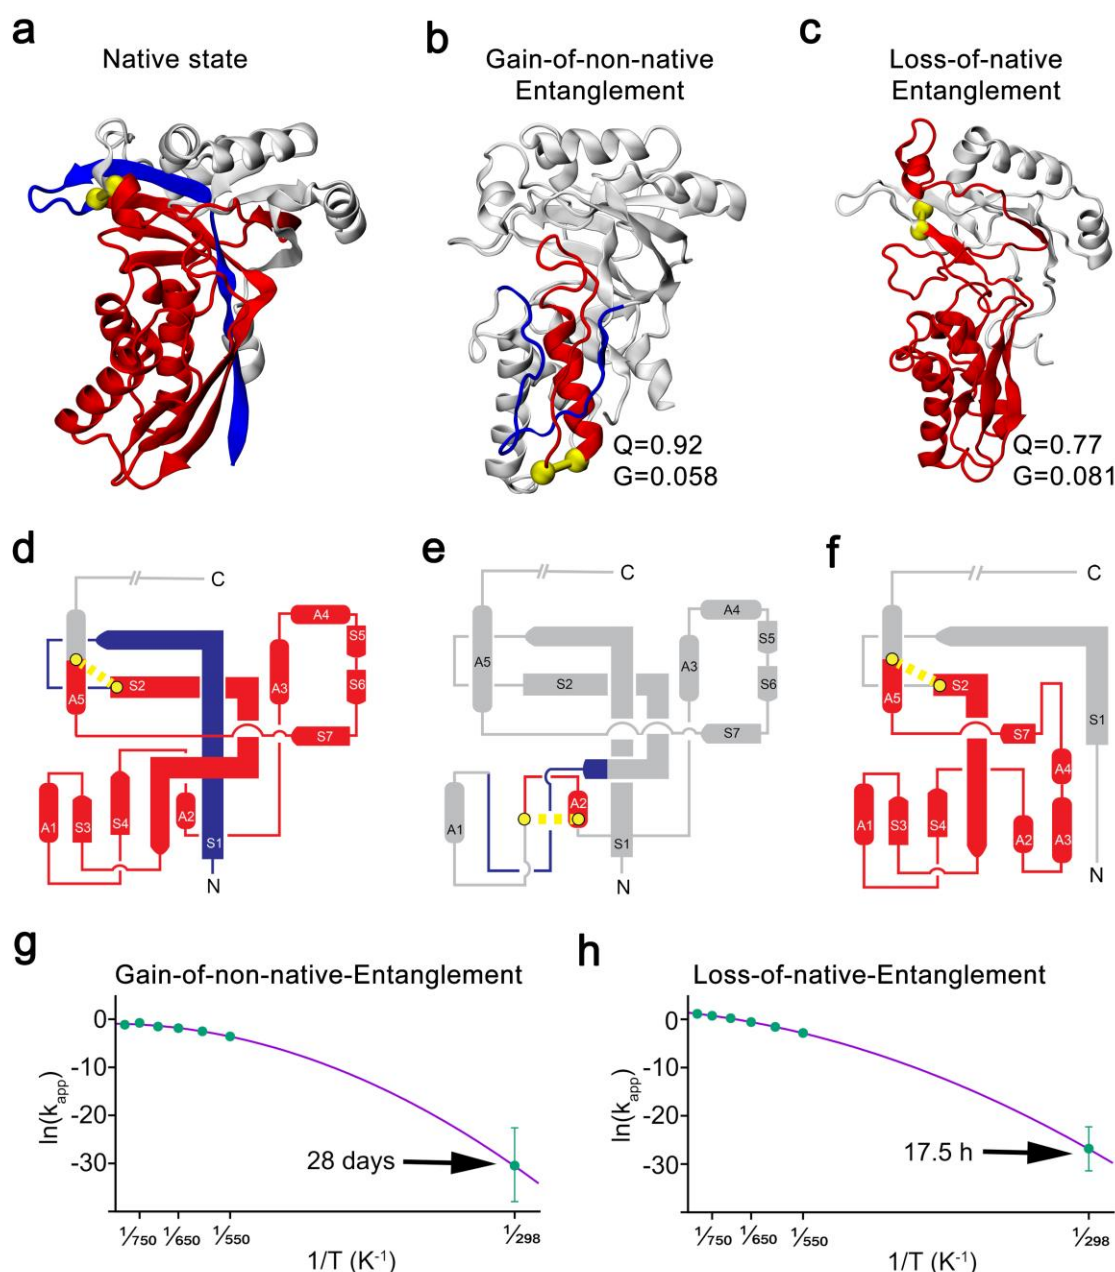 a
Native state
b
Gain-of-non-native
Entanglement
Q=0.92
G=0.058
c
Loss-of-native
Entanglement
Q=0.77
G=0.081
d
C
A4
S5
S6
A3
S2
A5
S7
A1
S3
S4
A2
S1
N
e
C
A4
S5
S6
A3
A5
S2
S7
A2
A1
S1
N
f
C
S1
S2
A5
S7
A4
A1
S3
S4
A2
A3
N
g
Gain-of-non-native-Entanglement
0
-10
-20
-30
ln(kapp)
28 days
1/750
1/650
1/550
1/298
1/T (K⁻¹)
h
Loss-of-native-Entanglement
0
-10
-20
-30
ln(kapp)
17.5 h
1/750
1/650
1/550
1/298
1/T (K⁻¹)